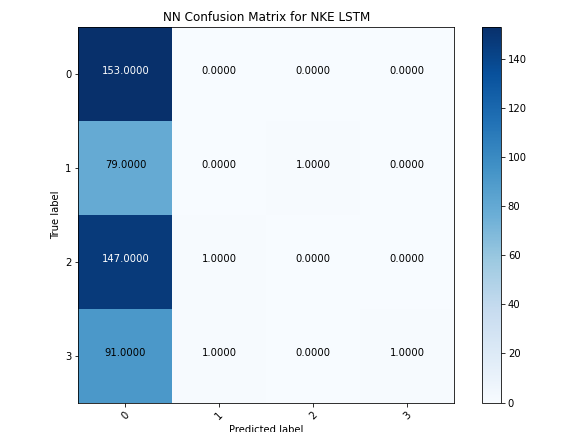 NN Confusion Matrix for NKE LSTM
0 153.0000 0.0000 0.0000 0.0000
1 79.0000 0.0000 1.0000 0.0000
2 147.0000 1.0000 0.0000 0.0000
3 91.0000 1.0000 0.0000 1.0000
True label
0 1 2 3
Predicted label
140
120
100
80
60
40
20
0